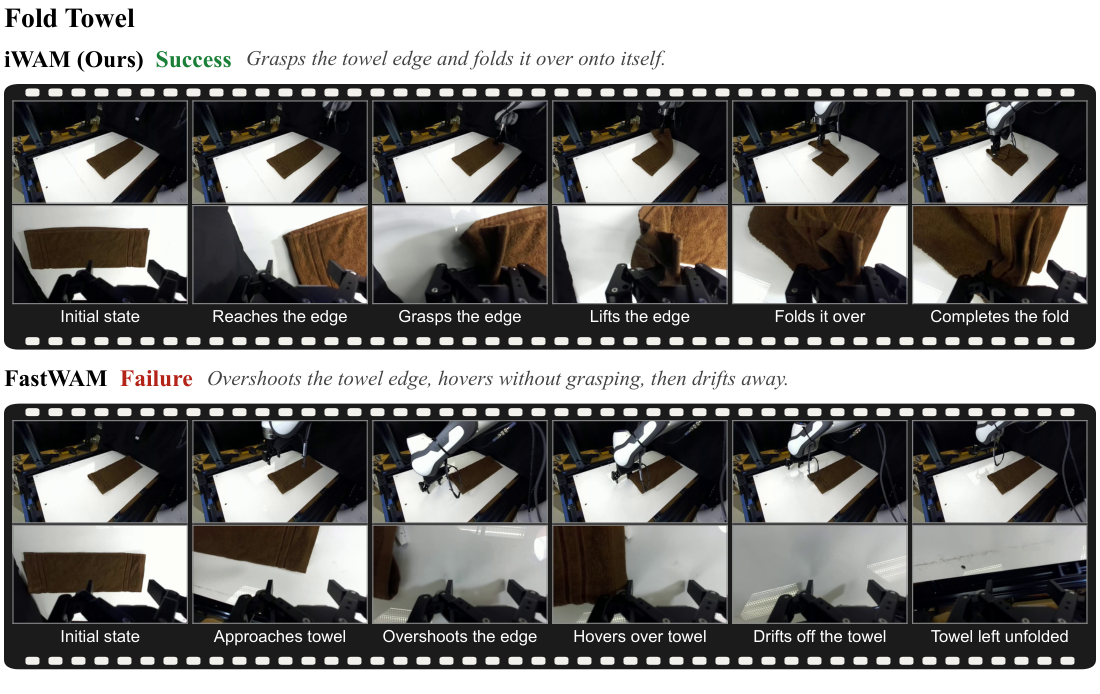 Fold Towel
iWAM (Ours) Success Grasps the towel edge and folds it over onto itself.
Initial state
Reaches the edge
Grasps the edge
Lifts the edge
Folds it over
Completes the fold
FastWAM Failure Overshoots the towel edge, hovers without grasping, then drifts away.
Initial state
Approaches towel
Overshoots the edge
Hovers over towel
Drifts off the towel
Towel left unfolded